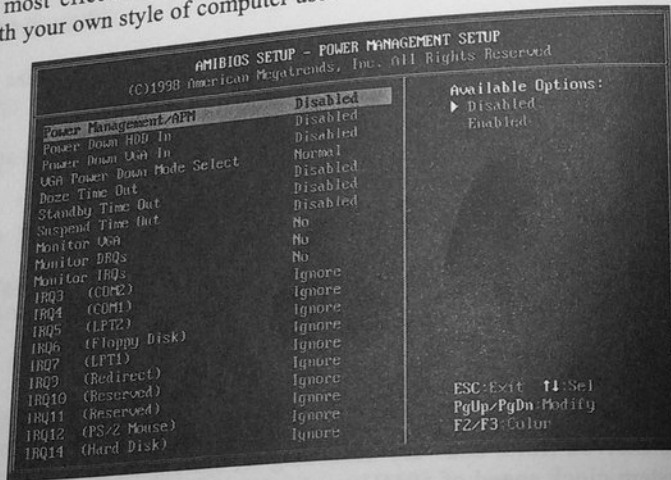 most
your own style of computer
AMIBIOS SETUP - POWER MANAGEMENT SETUP
(C)1998 American Megatrends, Inc. All Rights Reserved
Power Management/APM Disabled
Power Down HDD In Disabled
Power Down VGA In Disabled
VGA Power Down Mode Select Normal
Doze Time Out Disabled
Standby Time Out Disabled
Suspend Time Out Disabled
Monitor VGA No
Monitor DRQs No
Monitor IRQs No
IRQ3 (COM2) Ignore
IRQ4 (COM1) Ignore
IRQ5 (LPT2) Ignore
IRQ6 (Floppy Disk) Ignore
IRQ7 (LPT1) Ignore
IRQ9 (Redirect) Ignore
IRQ10 (Reserved) Ignore
IRQ11 (Reserved) Ignore
IRQ12 (PS/2 Mouse) Ignore
IRQ14 (Hard Disk) Ignore
Available Options:
▶ Disabled
Enabled
ESC:Exit ↑↓:Sel
PgUp/PgDn:Modify
F2/F3:Color